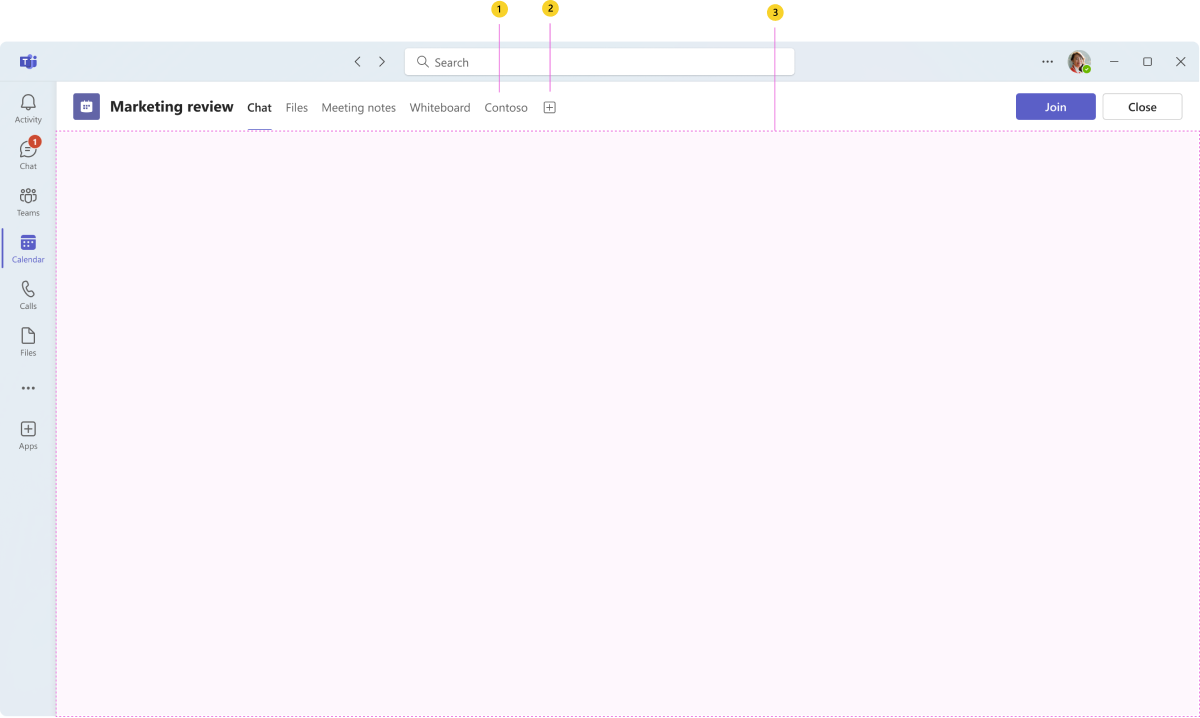 1
2
3
Search
Marketing review
Chat
Files
Meeting notes
Whiteboard
Contoso
Join
Close
Activity
1
Chat
Teams
Calendar
Calls
Files
Apps